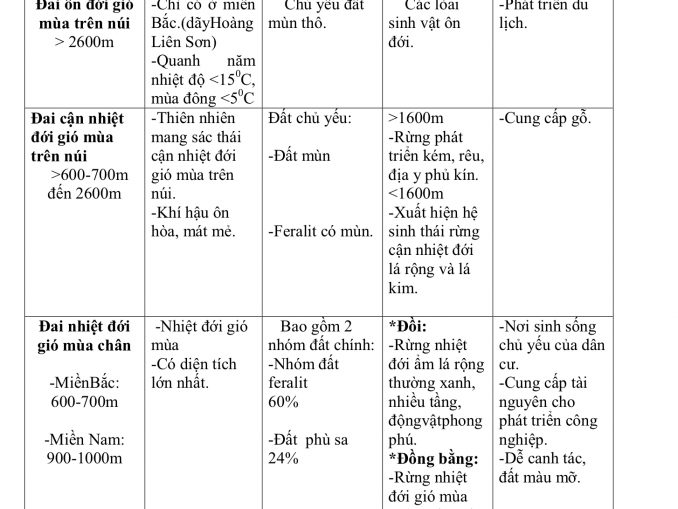 Đai ôn đới gió
mùa trên núi
> 2600m
-Chỉ có ở miền
Bắc.(dãyHoàng
Liên Sơn)
-Quanh năm
nhiệt độ <15⁰C,
mùa đông <5⁰C
Chủ yếu đất
mùn thô.
Các lòai
sinh vật ôn
đới.
-Phát triển du
lịch.
Đai cận nhiệt
đới gió mùa
trên núi
>600-700m
đến 2600m
-Thiên nhiên
mang sác thái
cận nhiệt đới
gió mùa trên
núi.
-Khí hậu ôn
hòa, mát mẻ.
Đất chủ yếu:
-Đất mùn
-Feralit có mùn.
>1600m
-Rừng phát
triển kém, rêu,
địa y phủ kín.
<1600m
-Xuất hiện hệ
sinh thái rừng
cận nhiệt đới
lá rộng và lá
kim.
-Cung cấp gỗ.
Đai nhiệt đới
gió mùa chân
-MiềnBắc:
600-700m
-Miền Nam:
900-1000m
-Nhiệt đới gió
mùa
-Có diện tích
lớn nhất.
Bao gồm 2
nhóm đất chính:
-Nhóm đất
feralit
60%
-Đất phù sa
24%
*Đồi:
-Rừng nhiệt
đới ẩm lá rộng
thường xanh,
nhiều tầng,
độngvậtphong
phú.
*Đồng bằng:
-Rừng nhiệt
đới gió mùa
-Nơi sinh sống
chủ yếu của dân
cư.
-Cung cấp tài
nguyên cho
phát triển công
nghiệp.
-Dễ canh tác,
đất màu mỡ.